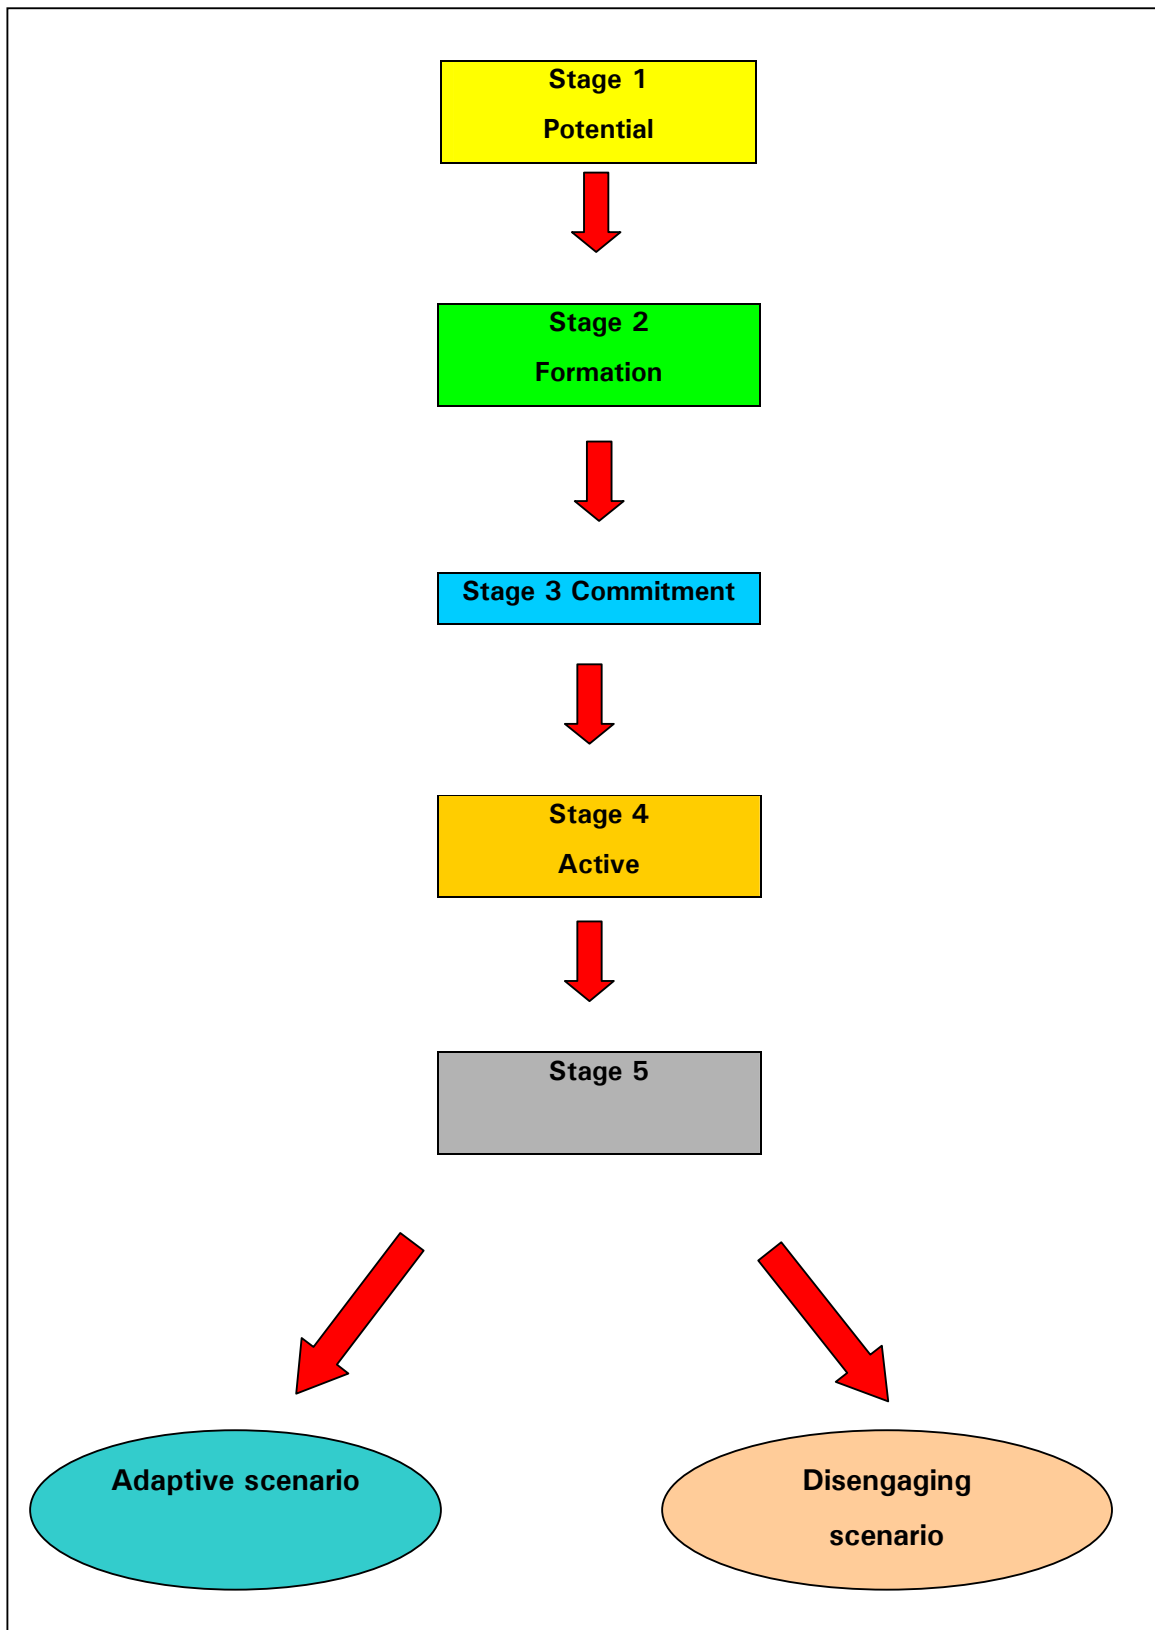 Stage 1
Potential
Stage 2
Formation
Stage 3 Commitment
Stage 4
Active
Stage 5
Adaptive scenario
Disengaging
scenario